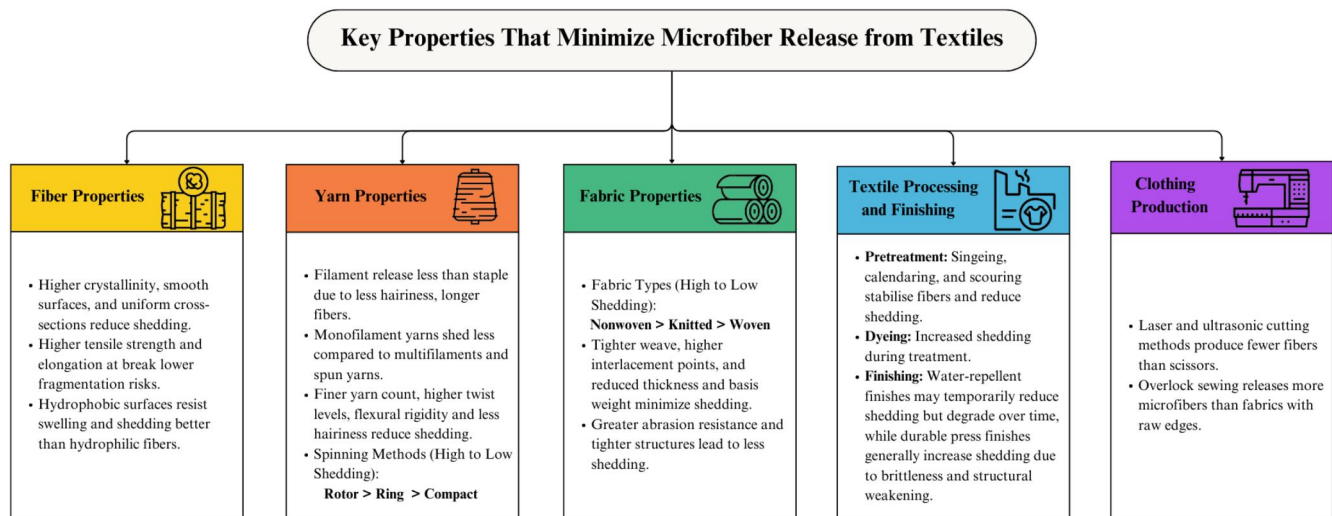 Key Properties That Minimize Microfiber Release from Textiles
Fiber Properties
• Higher crystallinity, smooth
surfaces, and uniform cross-
sections reduce shedding.
• Higher tensile strength and
elongation at break lower
fragmentation risks.
• Hydrophobic surfaces resist
swelling and shedding better
than hydrophilic fibers.
Yarn Properties
• Filament release less than staple
due to less hairiness, longer
fibers.
• Monofilament yarns shed less
compared to multifilaments and
spun yarns.
• Finer yarn count, higher twist
levels, flexural rigidity and less
hairiness reduce shedding.
• Spinning Methods (High to Low
Shedding):
Rotor > Ring > Compact
Fabric Properties
• Fabric Types (High to Low
Shedding):
Nonwoven > Knitted > Woven
• Tighter weave, higher
interlacement points, and
reduced thickness and basis
weight minimize shedding.
• Greater abrasion resistance and
tighter structures lead to less
shedding.
Textile Processing
and Finishing
• Pretreatment: Singeing,
calendaring, and scouring
stabilise fibers and reduce
shedding.
• Dyeing: Increased shedding
during treatment.
• Finishing: Water-repellent
finishes may temporarily reduce
shedding but degrade over time,
while durable press finishes
generally increase shedding due
to brittleness and structural
weakening.
Clothing
Production
• Laser and ultrasonic cutting
methods produce fewer fibers
than scissors.
• Overlock sewing releases more
microfibers than fabrics with
raw edges.